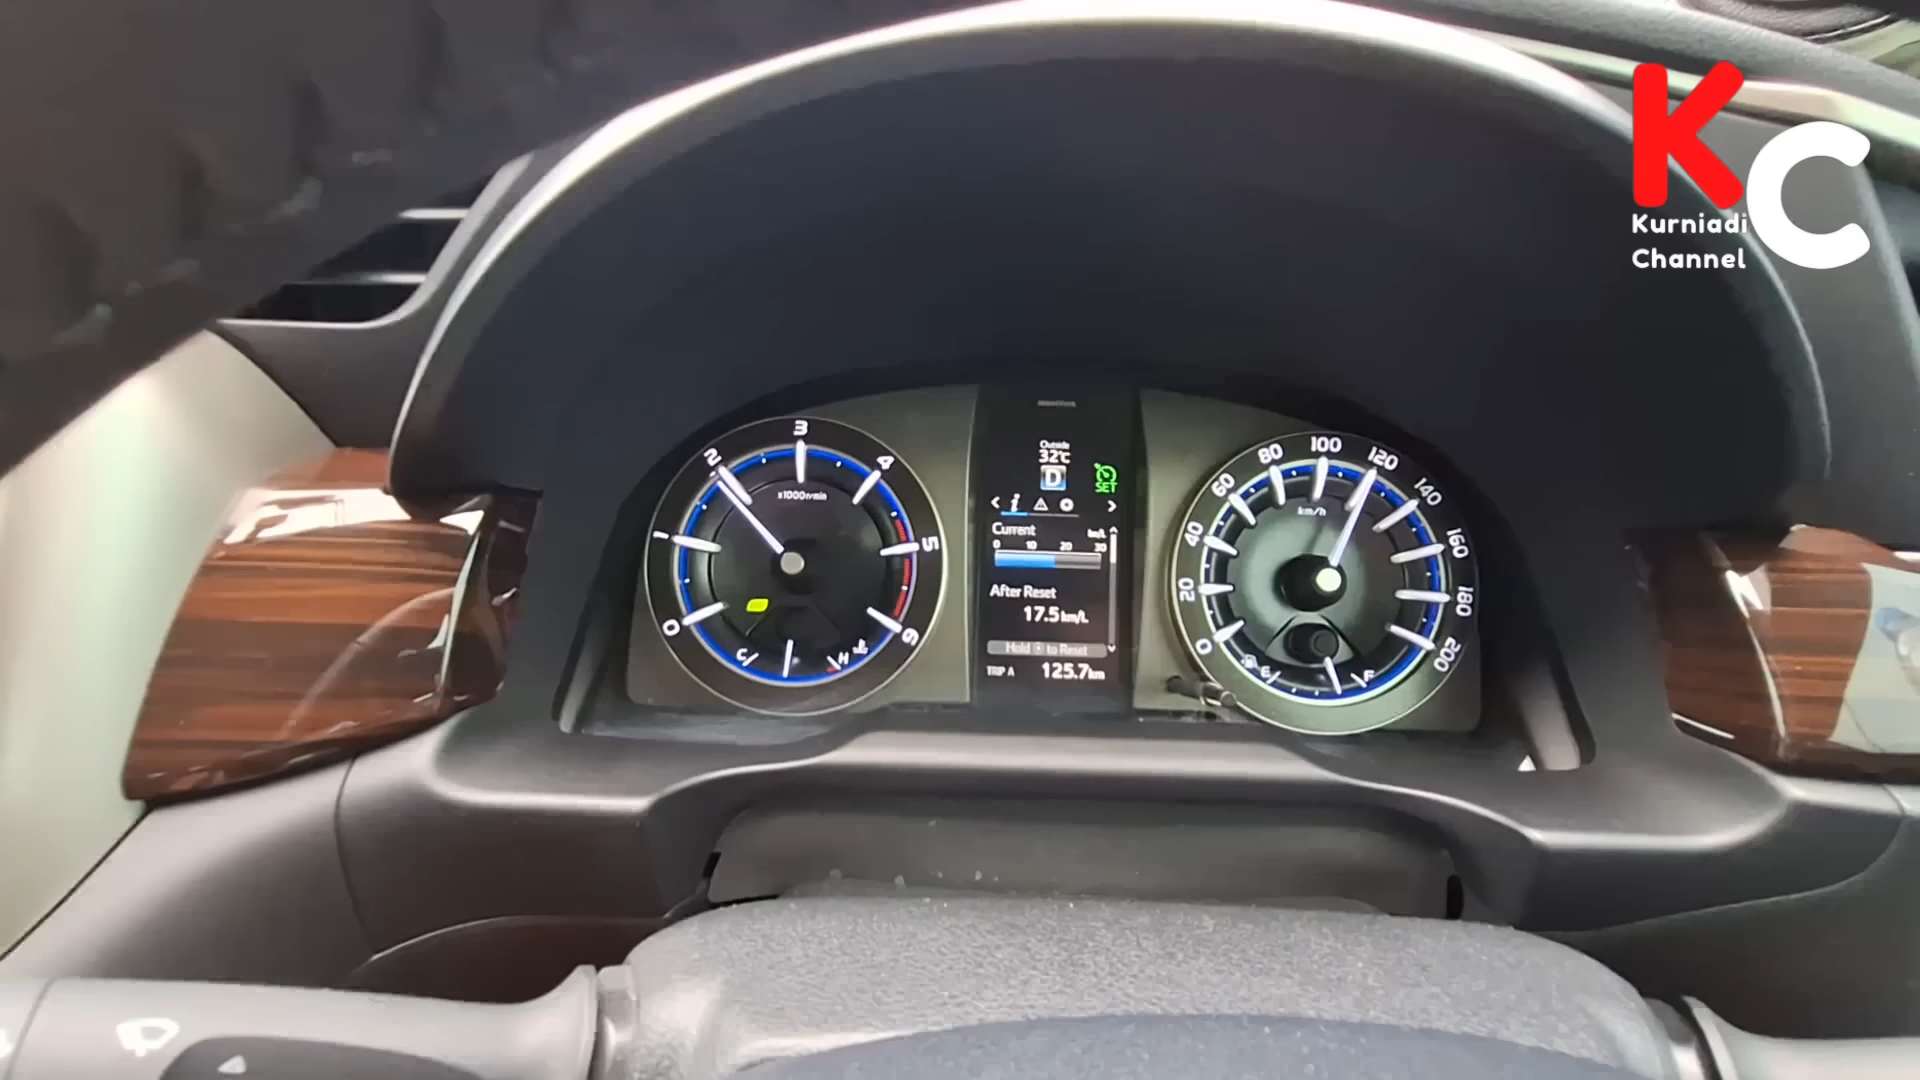 KC
Kurniadi
Channel
0
1
2
3
4
5
6
x1000r/min
C
H
Outside
32°C
D
SET
i
Current
km/L
0 10 20 30
After Reset
17.5 km/L
Hold • to Reset
TRIP A 125.7 km
0
20
40
60
80
100
120
140
160
180
200
km/h
E
F